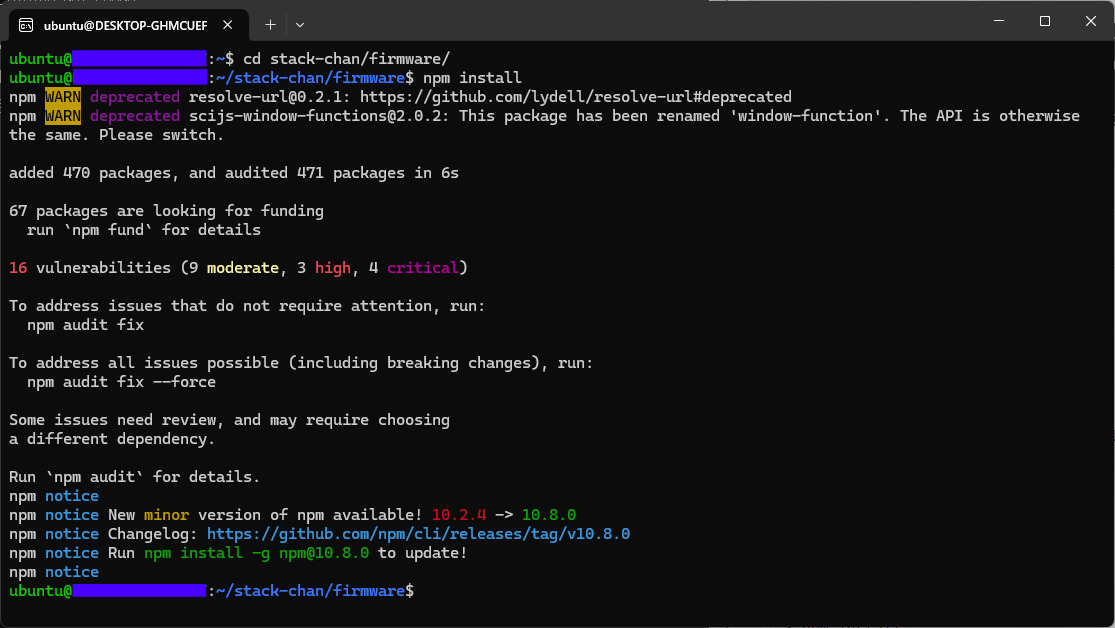 ubuntu@DESKTOP-GHMCUEF
ubuntu@:~$ cd stack-chan/firmware/
ubuntu@:~/stack-chan/firmware$ npm install
npm WARN deprecated resolve-url@0.2.1: https://github.com/lydell/resolve-url#deprecated
npm WARN deprecated scijs-window-functions@2.0.2: This package has been renamed 'window-function'. The API is otherwise
the same. Please switch.
added 470 packages, and audited 471 packages in 6s
67 packages are looking for funding
  run `npm fund` for details
16 vulnerabilities (9 moderate, 3 high, 4 critical)
To address issues that do not require attention, run:
  npm audit fix
To address all issues possible (including breaking changes), run:
  npm audit fix --force
Some issues need review, and may require choosing
a different dependency.
Run `npm audit` for details.
npm notice
npm notice New minor version of npm available! 10.2.4 -> 10.8.0
npm notice Changelog: https://github.com/npm/cli/releases/tag/v10.8.0
npm notice Run npm install -g npm@10.8.0 to update!
npm notice
ubuntu@:~/stack-chan/firmware$